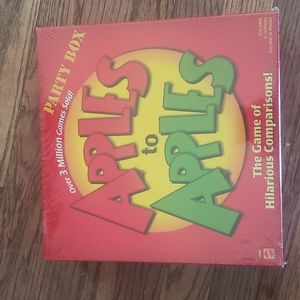 PARTY BOX
Over 3 Million Games Sold!
APPLES
to
APPLES
The Game of
Hilarious Comparisons!